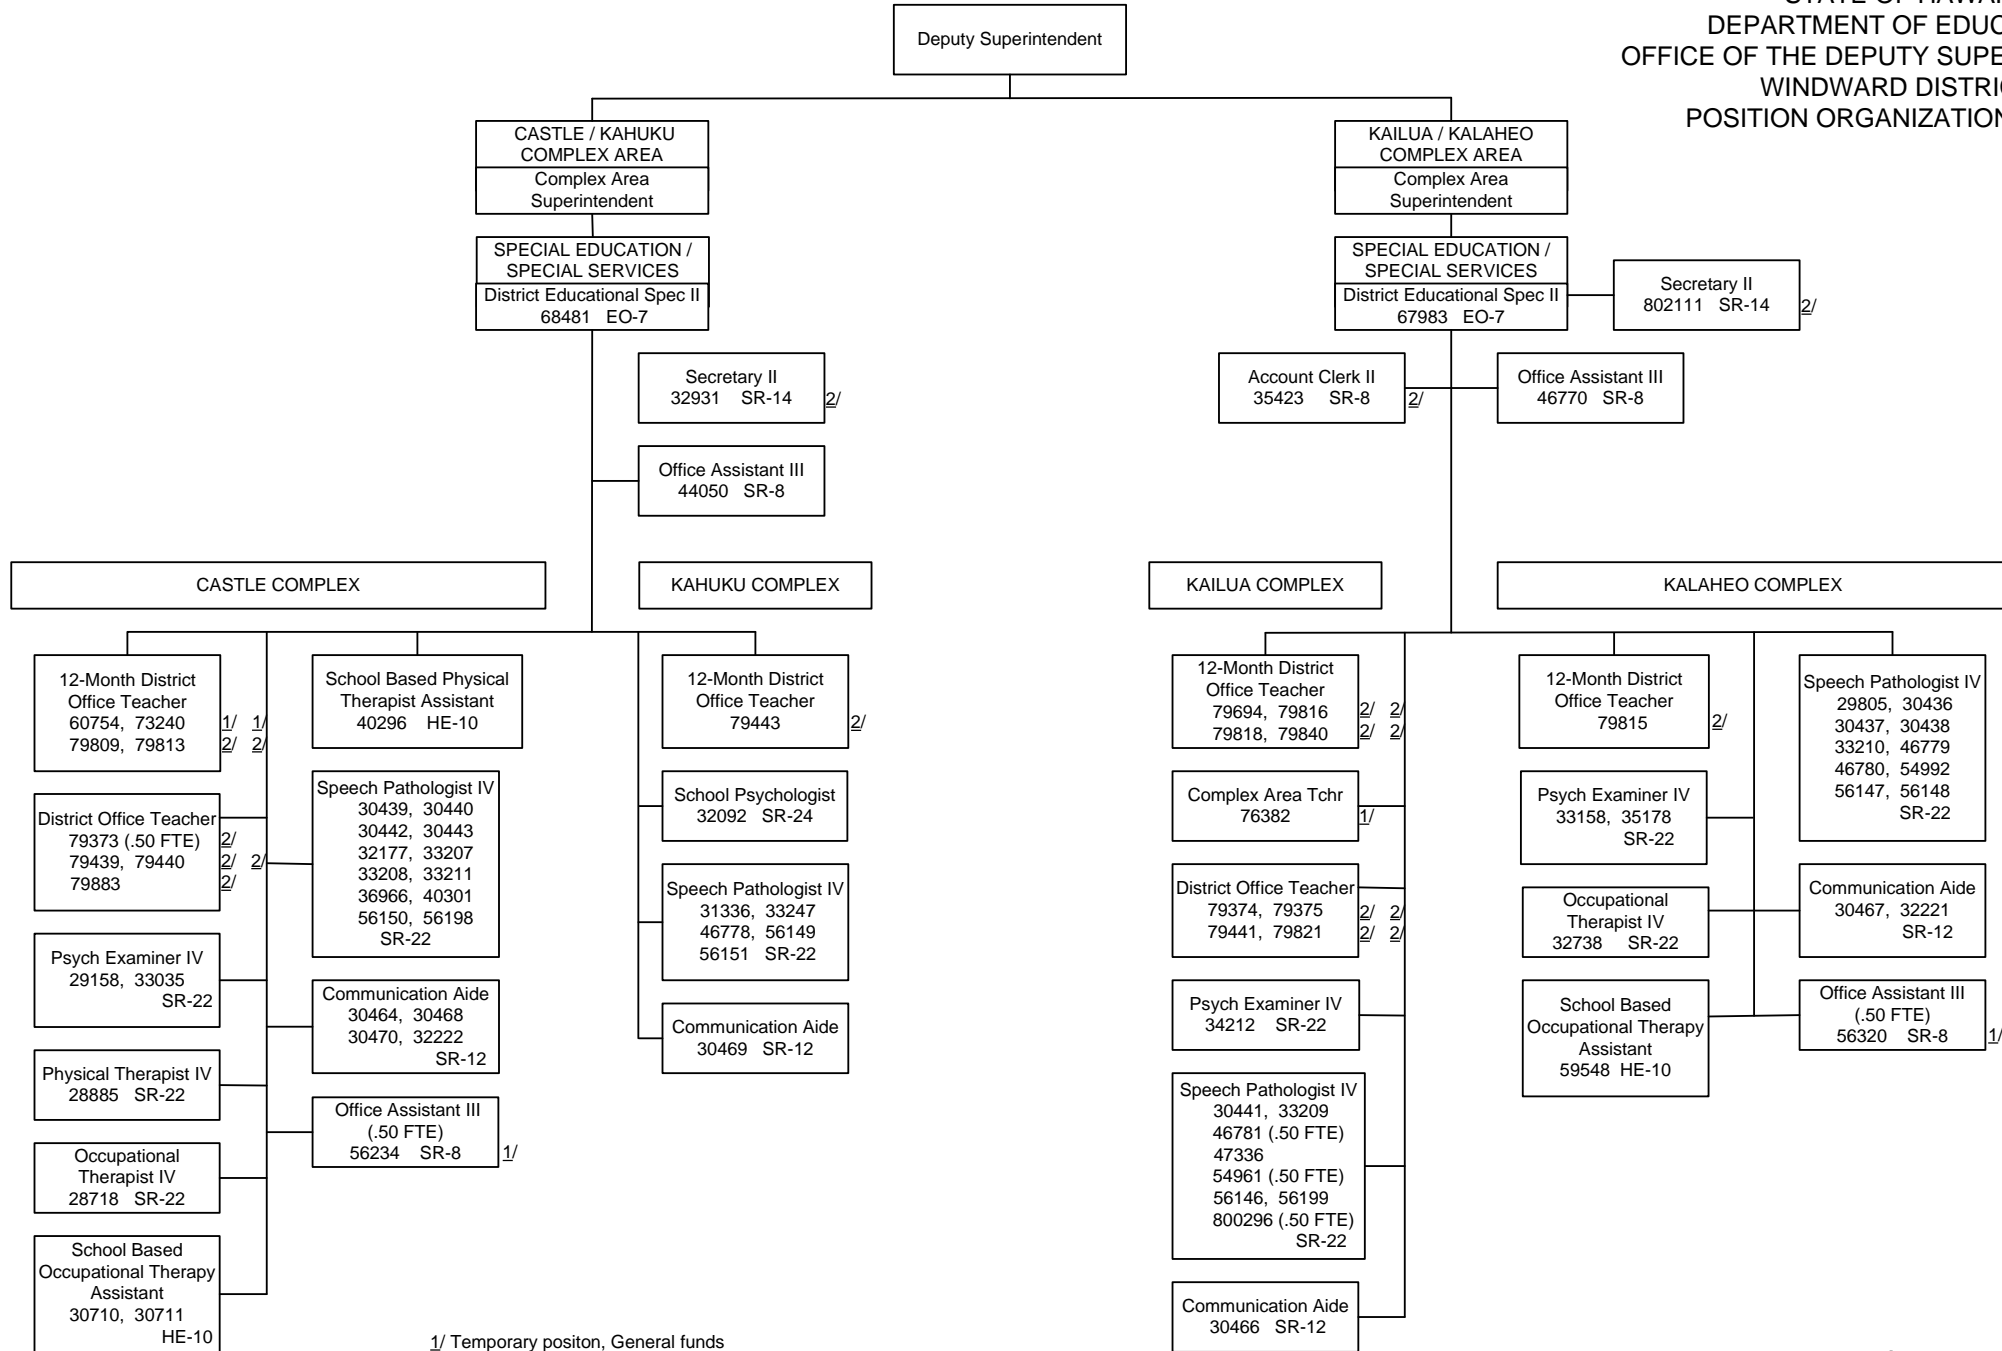 STATE OF HAWAI
DEPARTMENT OF EDUC
OFFICE OF THE DEPUTY SUPE
WINDWARD DISTRI
POSITION ORGANIZATION
Deputy Superintendent
CASTLE / KAHUKU
COMPLEX AREA
Complex Area
Superintendent
SPECIAL EDUCATION /
SPECIAL SERVICES
District Educational Spec II
68481 EO-7
Secretary II
32931 SR-14 2/
Office Assistant III
44050 SR-8
KAILUA / KALAHEO
COMPLEX AREA
Complex Area
Superintendent
SPECIAL EDUCATION /
SPECIAL SERVICES
District Educational Spec II
67983 EO-7
Secretary II
802111 SR-14 2/
Account Clerk II
35423 SR-8 2/
Office Assistant III
46770 SR-8
CASTLE COMPLEX
12-Month District
Office Teacher
60754, 73240 1/ 1/
79809, 79813 2/ 2/
District Office Teacher
79373 (.50 FTE) 2/
79439, 79440 2/ 2/
79883 2/
Psych Examiner IV
29158, 33035
SR-22
Physical Therapist IV
28885 SR-22
Occupational
Therapist IV
28718 SR-22
School Based
Occupational Therapy
Assistant
30710, 30711
HE-10
School Based Physical
Therapist Assistant
40296 HE-10
Speech Pathologist IV
30439, 30440
30442, 30443
32177, 33207
33208, 33211
36966, 40301
56150, 56198
SR-22
Communication Aide
30464, 30468
30470, 32222
SR-12
Office Assistant III
(.50 FTE)
56234 SR-8 1/
KAHUKU COMPLEX
12-Month District
Office Teacher
79443 2/
School Psychologist
32092 SR-24
Speech Pathologist IV
31336, 33247
46778, 56149
56151 SR-22
Communication Aide
30469 SR-12
KAILUA COMPLEX
12-Month District
Office Teacher
79694, 79816 2/ 2/
79818, 79840 2/ 2/
Complex Area Tchr
76382 1/
District Office Teacher
79374, 79375 2/ 2/
79441, 79821 2/ 2/
Psych Examiner IV
34212 SR-22
Speech Pathologist IV
30441, 33209
46781 (.50 FTE)
47336
54961 (.50 FTE)
56146, 56199
800296 (.50 FTE)
SR-22
Communication Aide
30466 SR-12
KALAHEO COMPLEX
12-Month District
Office Teacher
79815 2/
Psych Examiner IV
33158, 35178
SR-22
Occupational
Therapist IV
32738 SR-22
School Based
Occupational Therapy
Assistant
59548 HE-10
Speech Pathologist IV
29805, 30436
30437, 30438
33210, 46779
46780, 54992
56147, 56148
SR-22
Communication Aide
30467, 32221
SR-12
Office Assistant III
(.50 FTE)
56320 SR-8 1/
1/ Temporary positon, General funds